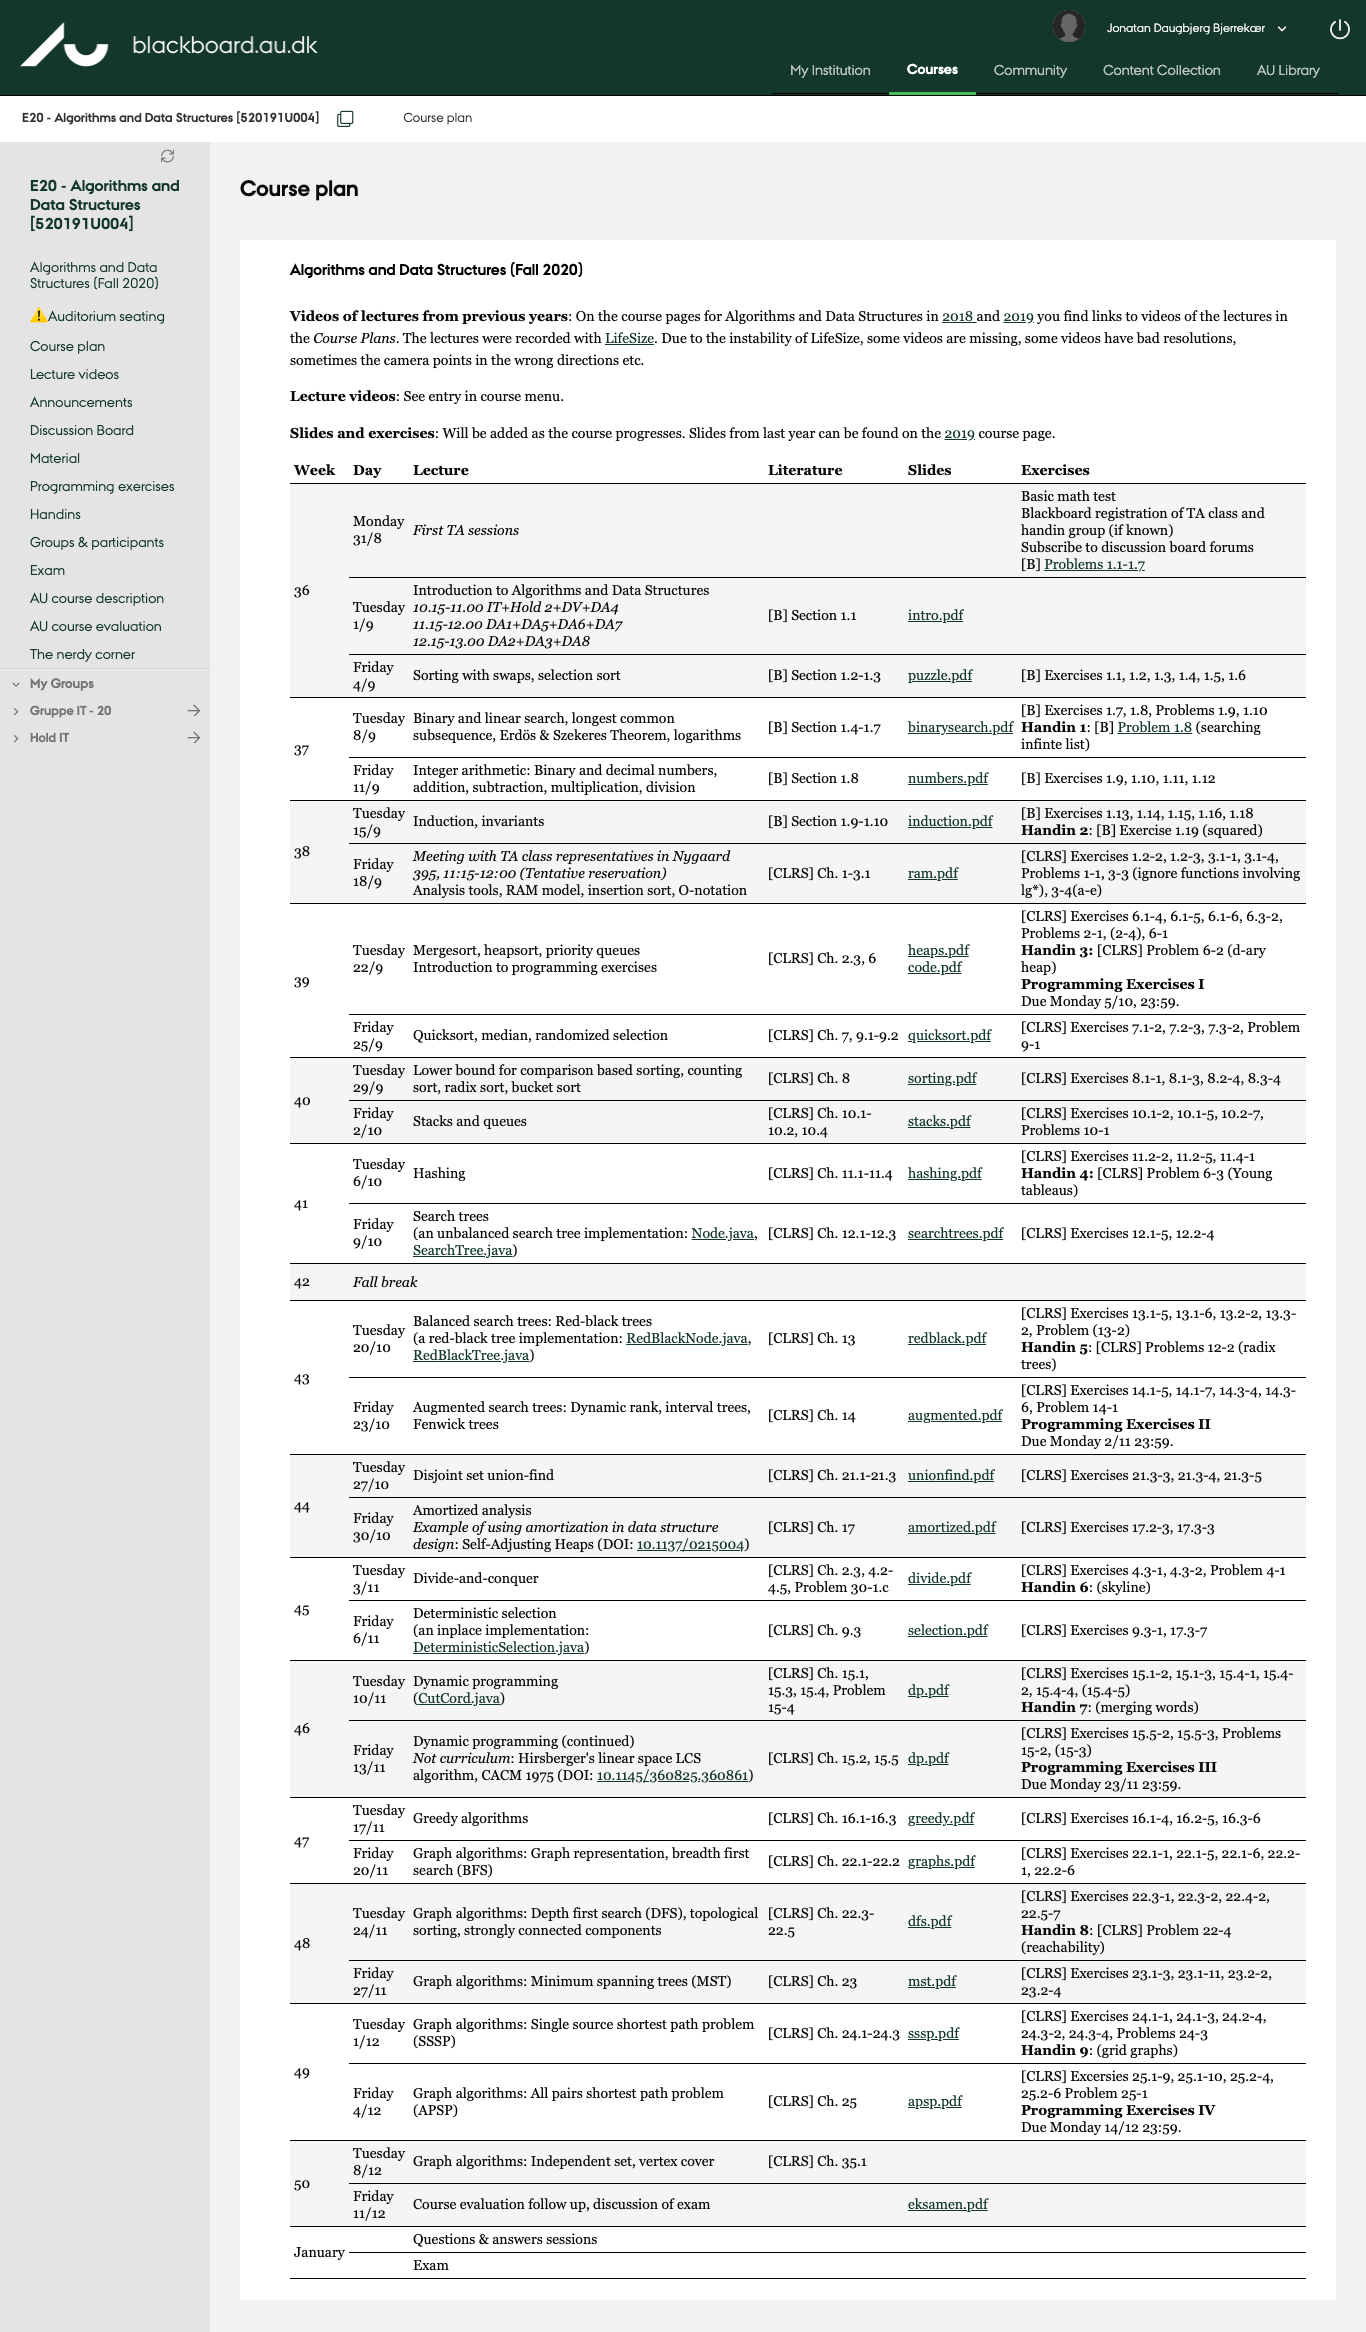 blackboard.au.dk
Jonatan Daugbjerg Bjerrekær
My Institution
Courses
Community
Content Collection
AU Library
E20 - Algorithms and Data Structures [520191U004]
Course plan
E20 - Algorithms and
Data Structures
[520191U004]
Algorithms and Data
Structures (Fall 2020)
Auditorium seating
Course plan
Lecture videos
Announcements
Discussion Board
Material
Programming exercises
Handins
Groups & participants
Exam
AU course description
AU course evaluation
The nerdy corner
My Groups
Gruppe IT - 20
Hold IT
Course plan
Algorithms and Data Structures (Fall 2020)
Videos of lectures from previous years: On the course pages for Algorithms and Data Structures in 2018 and 2019 you find links to videos of the lectures in
the Course Plans. The lectures were recorded with LifeSize. Due to the instability of LifeSize, some videos are missing, some videos have bad resolutions,
sometimes the camera points in the wrong directions etc.
Lecture videos: See entry in course menu.
Slides and exercises: Will be added as the course progresses. Slides from last year can be found on the 2019 course page.
Week Day Lecture Literature Slides Exercises
36
Monday
31/8
First TA sessions
Basic math test
Blackboard registration of TA class and
handin group (if known)
Subscribe to discussion board forums
[B] Problems 1.1-1.7
Tuesday
1/9
Introduction to Algorithms and Data Structures
10.15-11.00 IT+Hold 2+DV+DA4
11.15-12.00 DA1+DA5+DA6+DA7
12.15-13.00 DA2+DA3+DA8
[B] Section 1.1
intro.pdf
Friday
4/9
Sorting with swaps, selection sort
[B] Section 1.2-1.3
puzzle.pdf
[B] Exercises 1.1, 1.2, 1.3, 1.4, 1.5, 1.6
37
Tuesday
8/9
Binary and linear search, longest common
subsequence, Erdös & Szekeres Theorem, logarithms
[B] Section 1.4-1.7
binarysearch.pdf
[B] Exercises 1.7, 1.8, Problems 1.9, 1.10
Handin 1: [B] Problem 1.8 (searching
infinte list)
Friday
11/9
Integer arithmetic: Binary and decimal numbers,
addition, subtraction, multiplication, division
[B] Section 1.8
numbers.pdf
[B] Exercises 1.9, 1.10, 1.11, 1.12
38
Tuesday
15/9
Induction, invariants
[B] Section 1.9-1.10
induction.pdf
[B] Exercises 1.13, 1.14, 1.15, 1.16, 1.18
Handin 2: [B] Exercise 1.19 (squared)
Friday
18/9
Meeting with TA class representatives in Nygaard
395, 11:15-12:00 (Tentative reservation)
Analysis tools, RAM model, insertion sort, O-notation
[CLRS] Ch. 1-3.1
ram.pdf
[CLRS] Exercises 1.2-2, 1.2-3, 3.1-1, 3.1-4,
Problems 1-1, 3-3 (ignore functions involving
lg*), 3-4(a-e)
39
Tuesday
22/9
Mergesort, heapsort, priority queues
Introduction to programming exercises
[CLRS] Ch. 2.3, 6
heaps.pdf
code.pdf
[CLRS] Exercises 6.1-4, 6.1-5, 6.1-6, 6.3-2,
Problems 2-1, (2-4), 6-1
Handin 3: [CLRS] Problem 6-2 (d-ary
heap)
Programming Exercises I
Due Monday 5/10, 23:59.
Friday
25/9
Quicksort, median, randomized selection
[CLRS] Ch. 7, 9.1-9.2
quicksort.pdf
[CLRS] Exercises 7.1-2, 7.2-3, 7.3-2, Problem
9-1
40
Tuesday
29/9
Lower bound for comparison based sorting, counting
sort, radix sort, bucket sort
[CLRS] Ch. 8
sorting.pdf
[CLRS] Exercises 8.1-1, 8.1-3, 8.2-4, 8.3-4
Friday
2/10
Stacks and queues
[CLRS] Ch. 10.1-
10.2, 10.4
stacks.pdf
[CLRS] Exercises 10.1-2, 10.1-5, 10.2-7,
Problems 10-1
41
Tuesday
6/10
Hashing
[CLRS] Ch. 11.1-11.4
hashing.pdf
[CLRS] Exercises 11.2-2, 11.2-5, 11.4-1
Handin 4: [CLRS] Problem 6-3 (Young
tableaus)
Friday
9/10
Search trees
(an unbalanced search tree implementation: Node.java,
SearchTree.java)
[CLRS] Ch. 12.1-12.3
searchtrees.pdf
[CLRS] Exercises 12.1-5, 12.2-4
42
Fall break
43
Tuesday
20/10
Balanced search trees: Red-black trees
(a red-black tree implementation: RedBlackNode.java,
RedBlackTree.java)
[CLRS] Ch. 13
redblack.pdf
[CLRS] Exercises 13.1-5, 13.1-6, 13.2-2, 13.3-
2, Problem (13-2)
Handin 5: [CLRS] Problems 12-2 (radix
trees)
Friday
23/10
Augmented search trees: Dynamic rank, interval trees,
Fenwick trees
[CLRS] Ch. 14
augmented.pdf
[CLRS] Exercises 14.1-5, 14.1-7, 14.3-4, 14.3-
6, Problem 14-1
Programming Exercises II
Due Monday 2/11 23:59.
44
Tuesday
27/10
Disjoint set union-find
[CLRS] Ch. 21.1-21.3
unionfind.pdf
[CLRS] Exercises 21.3-3, 21.3-4, 21.3-5
Friday
30/10
Amortized analysis
Example of using amortization in data structure
design: Self-Adjusting Heaps (DOI: 10.1137/0215004)
[CLRS] Ch. 17
amortized.pdf
[CLRS] Exercises 17.2-3, 17.3-3
45
Tuesday
3/11
Divide-and-conquer
[CLRS] Ch. 2.3, 4.2-
4.5, Problem 30-1.c
divide.pdf
[CLRS] Exercises 4.3-1, 4.3-2, Problem 4-1
Handin 6: (skyline)
Friday
6/11
Deterministic selection
(an inplace implementation:
DeterministicSelection.java)
[CLRS] Ch. 9.3
selection.pdf
[CLRS] Exercises 9.3-1, 17.3-7
46
Tuesday
10/11
Dynamic programming
(CutCord.java)
[CLRS] Ch. 15.1,
15.3, 15.4, Problem
15-4
dp.pdf
[CLRS] Exercises 15.1-2, 15.1-3, 15.4-1, 15.4-
2, 15.4-4, (15.4-5)
Handin 7: (merging words)
Friday
13/11
Dynamic programming (continued)
Not curriculum: Hirsberger's linear space LCS
algorithm, CACM 1975 (DOI: 10.1145/360825.360861)
[CLRS] Ch. 15.2, 15.5
dp.pdf
[CLRS] Exercises 15.5-2, 15.5-3, Problems
15-2, (15-3)
Programming Exercises III
Due Monday 23/11 23:59.
47
Tuesday
17/11
Greedy algorithms
[CLRS] Ch. 16.1-16.3
greedy.pdf
[CLRS] Exercises 16.1-4, 16.2-5, 16.3-6
Friday
20/11
Graph algorithms: Graph representation, breadth first
search (BFS)
[CLRS] Ch. 22.1-22.2
graphs.pdf
[CLRS] Exercises 22.1-1, 22.1-5, 22.1-6, 22.2-
1, 22.2-6
48
Tuesday
24/11
Graph algorithms: Depth first search (DFS), topological
sorting, strongly connected components
[CLRS] Ch. 22.3-
22.5
dfs.pdf
[CLRS] Exercises 22.3-1, 22.3-2, 22.4-2,
22.5-7
Handin 8: [CLRS] Problem 22-4
(reachability)
Friday
27/11
Graph algorithms: Minimum spanning trees (MST)
[CLRS] Ch. 23
mst.pdf
[CLRS] Exercises 23.1-3, 23.1-11, 23.2-2,
23.2-4
49
Tuesday
1/12
Graph algorithms: Single source shortest path problem
(SSSP)
[CLRS] Ch. 24.1-24.3
sssp.pdf
[CLRS] Exercises 24.1-1, 24.1-3, 24.2-4,
24.3-2, 24.3-4, Problems 24-3
Handin 9: (grid graphs)
Friday
4/12
Graph algorithms: All pairs shortest path problem
(APSP)
[CLRS] Ch. 25
apsp.pdf
[CLRS] Excersies 25.1-9, 25.1-10, 25.2-4,
25.2-6 Problem 25-1
Programming Exercises IV
Due Monday 14/12 23:59.
50
Tuesday
8/12
Graph algorithms: Independent set, vertex cover
[CLRS] Ch. 35.1
Friday
11/12
Course evaluation follow up, discussion of exam
eksamen.pdf
January
Questions & answers sessions
Exam